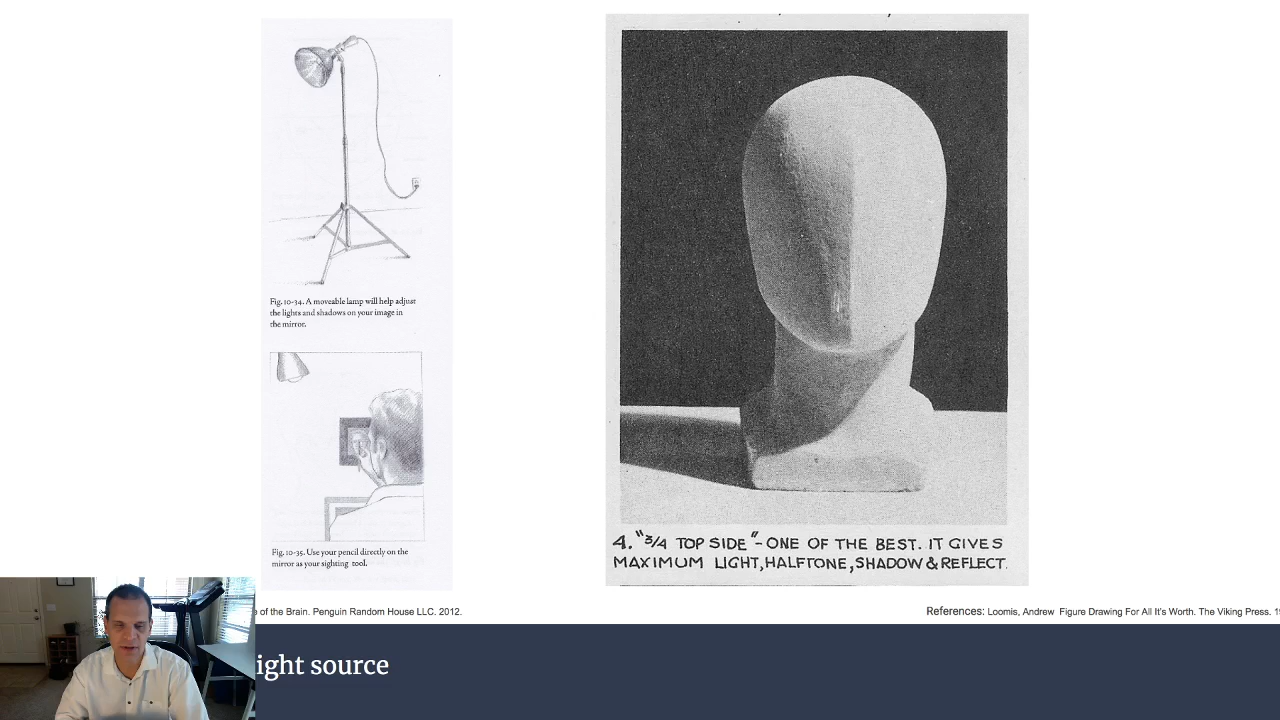 Fig. 10-34. A moveable lamp will help adjust
the lights and shadows on your image in
the mirror.
Fig. 10-35. Use your pencil directly on the
mirror as your sighting tool.
4. "3/4 TOP SIDE" - ONE OF THE BEST. IT GIVES
MAXIMUM LIGHT, HALFTONE, SHADOW & REFLECT.
of the Brain. Penguin Random House LLC. 2012.
References: Loomis, Andrew Figure Drawing For All It's Worth. The Viking Press.
ight source